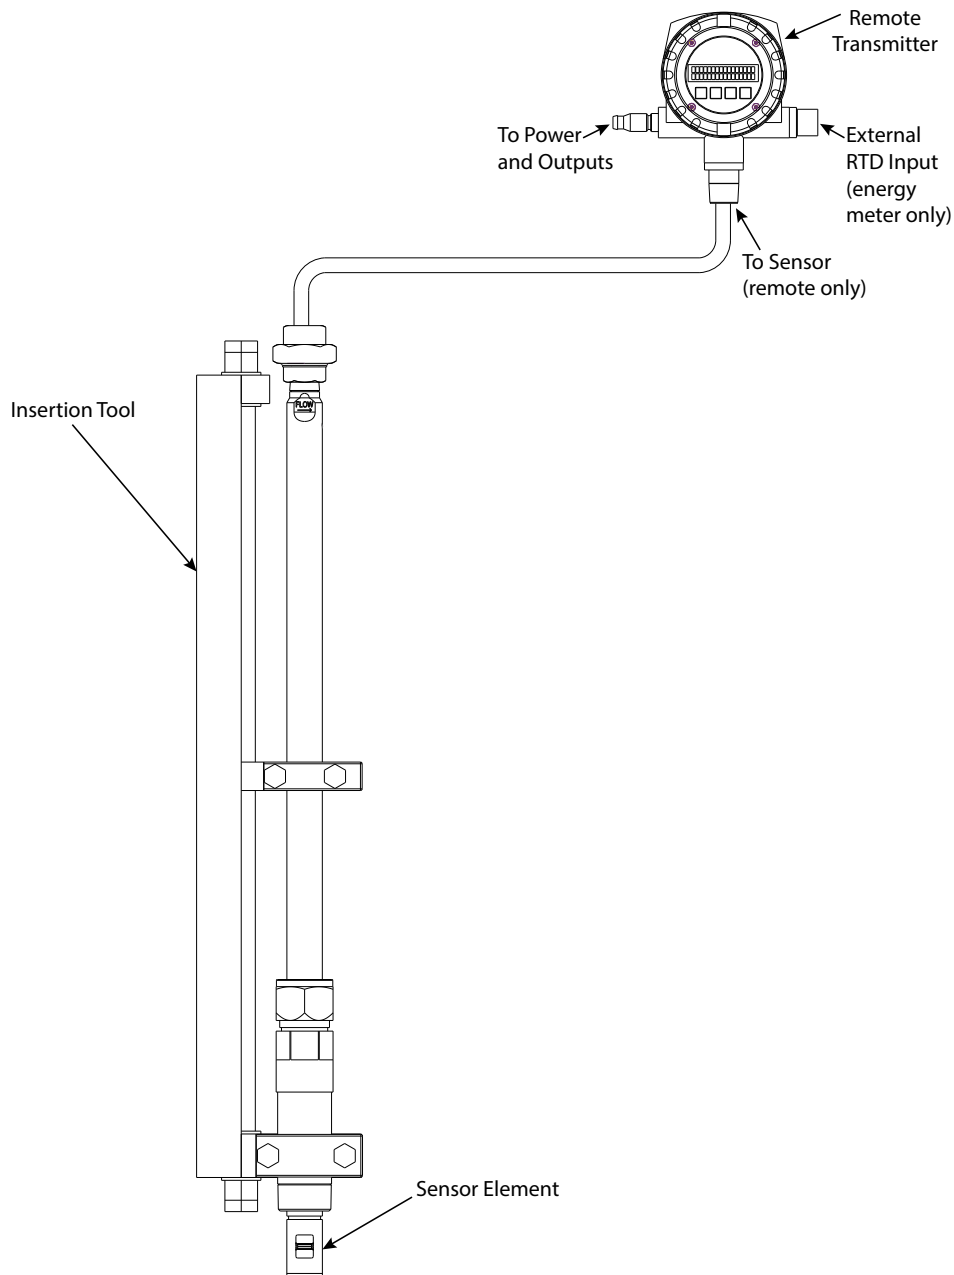 Remote
Transmitter
To Power
and Outputs
External
RTD Input
(energy
meter only)
To Sensor
(remote only)
Insertion Tool
FLOW
Sensor Element